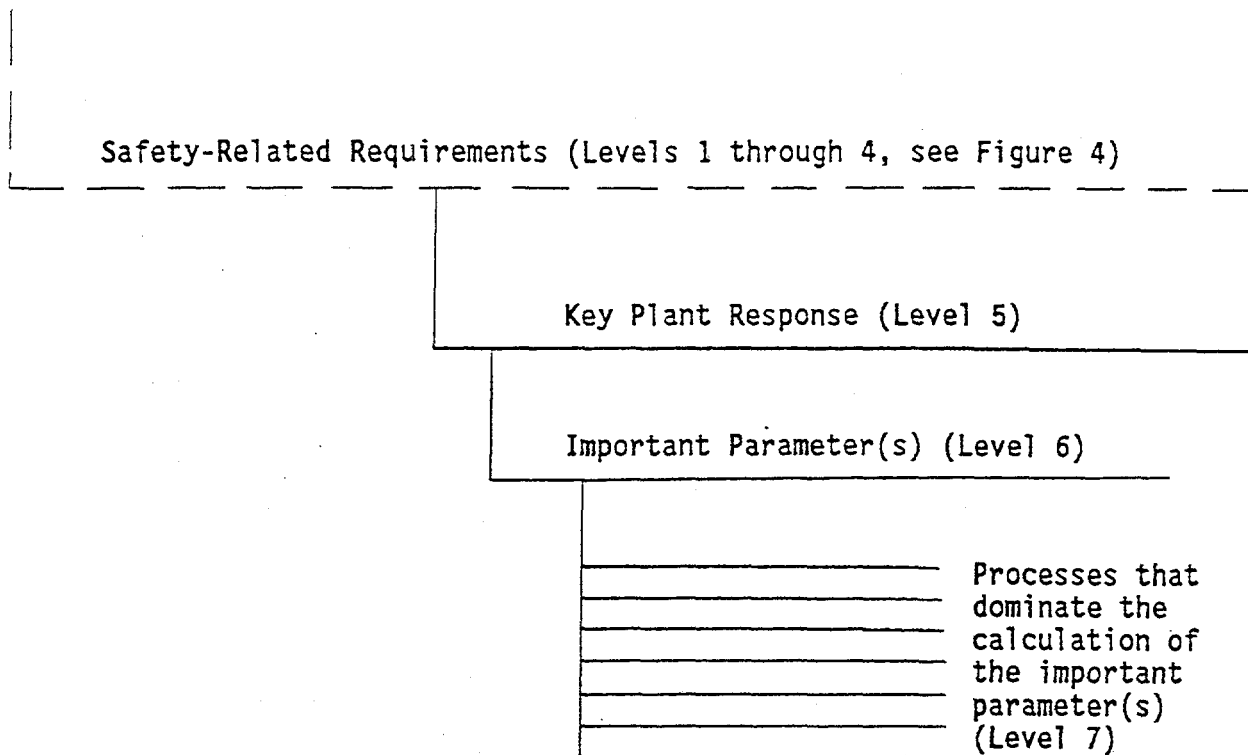 Safety-Related Requirements (Levels 1 through 4, see Figure 4)
Key Plant Response (Level 5)
Important Parameter(s) (Level 6)
Processes that
dominate the
calculation of
the important
parameter(s)
(Level 7)